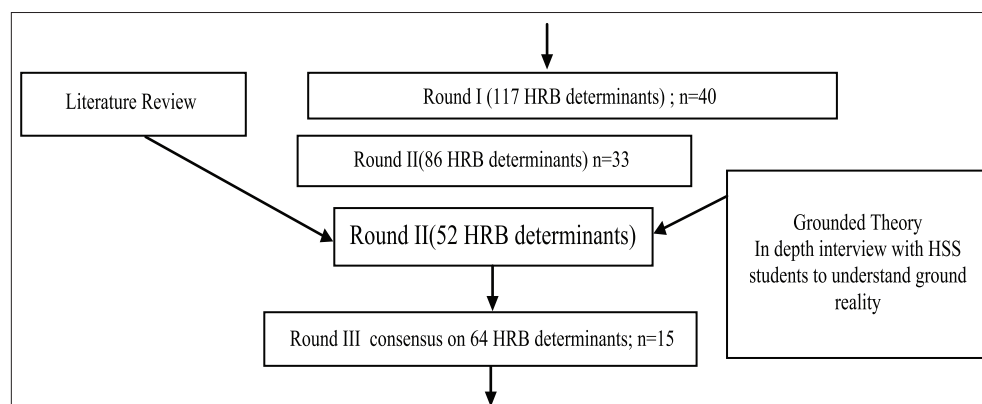 Literature Review
Round I (117 HRB determinants) ; n=40
Round II(86 HRB determinants) n=33
Round II(52 HRB determinants)
Grounded Theory
In depth interview with HSS
students to understand ground
reality
Round III consensus on 64 HRB determinants; n=15